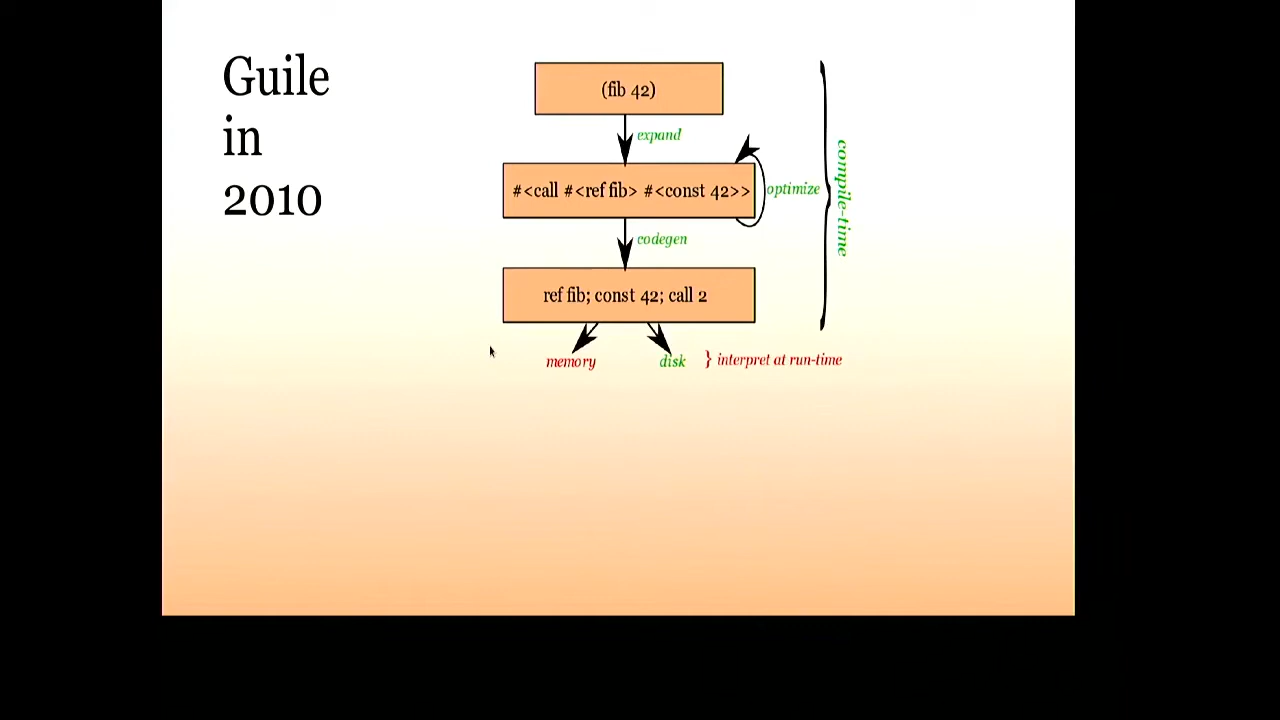 Guile
in
2010
(fib 42)
expand
#<call #<ref fib> #<const 42>>
optimize
codegen
ref fib; const 42; call 2
memory
disk
} interpret at run-time
compile-time